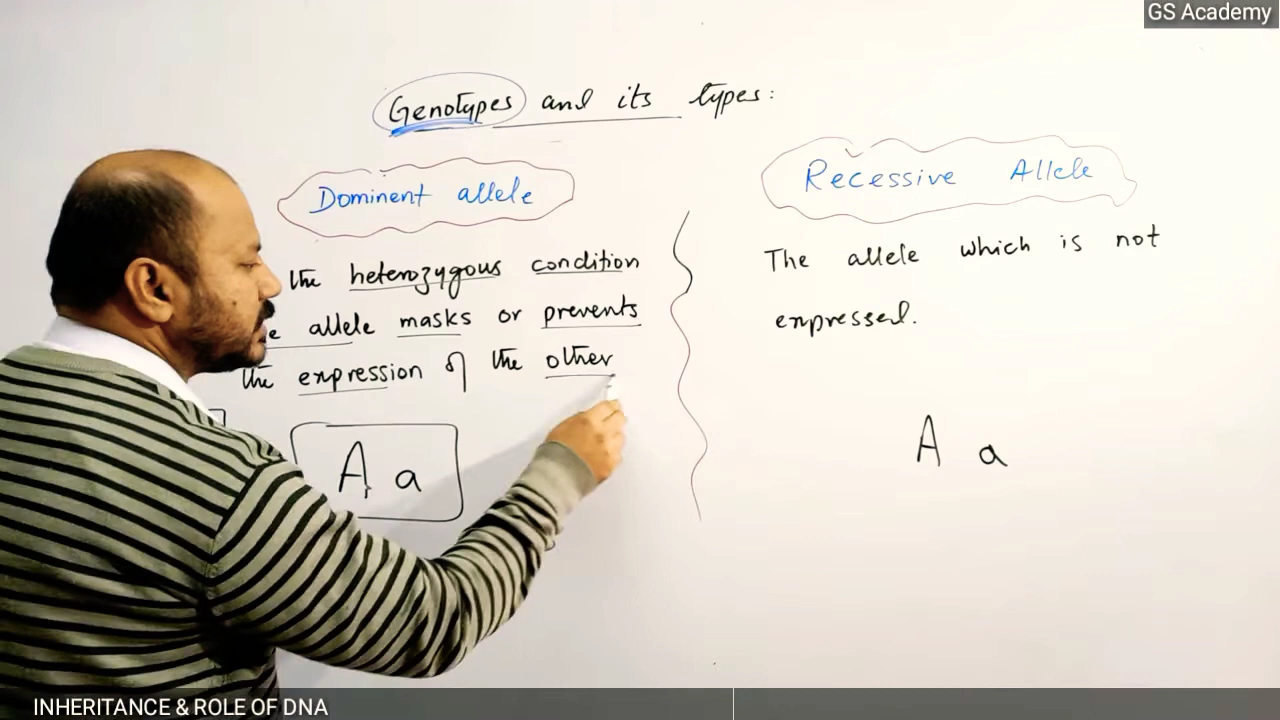 GS Academy
Genotypes and its types:
Dominent allele
the heterozygous condition
allele masks or prevents
the expression of the other
A a
Recessive Allele
The allele which is not
expressed.
A a
INHERITANCE & ROLE OF DNA